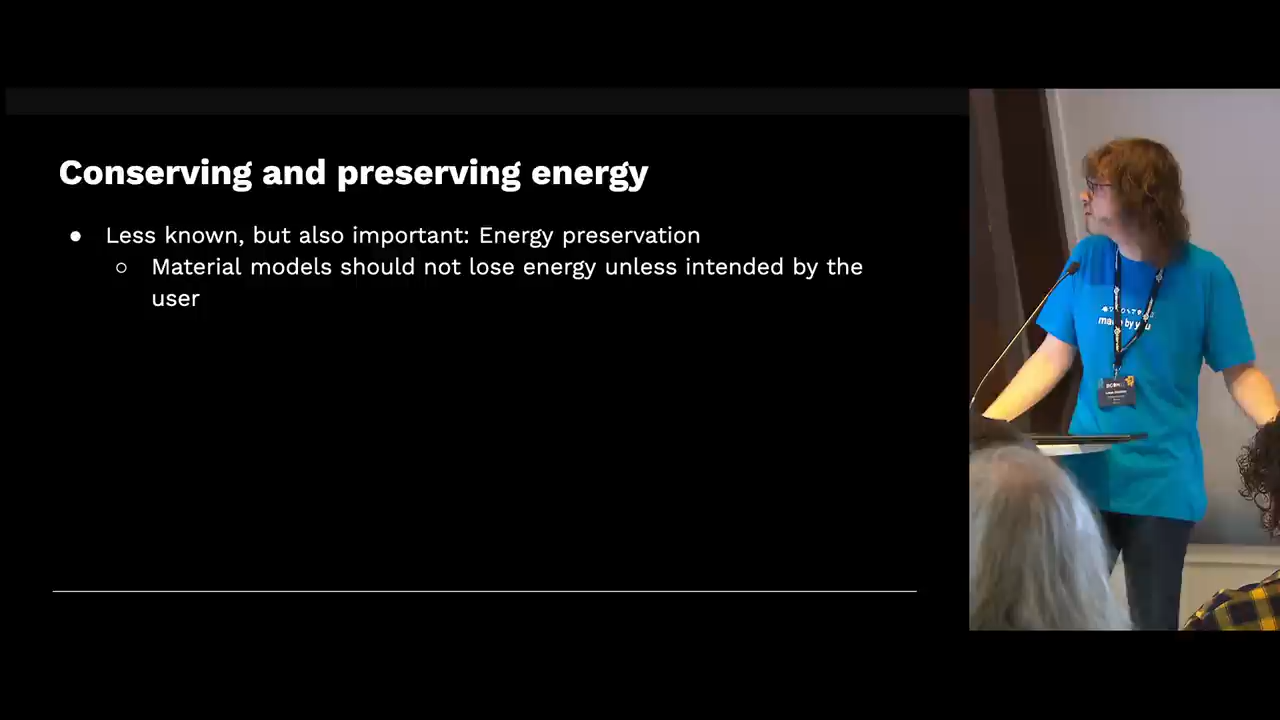 Conserving and preserving energy
● Less known, but also important: Energy preservation
○ Material models should not lose energy unless intended by the
user